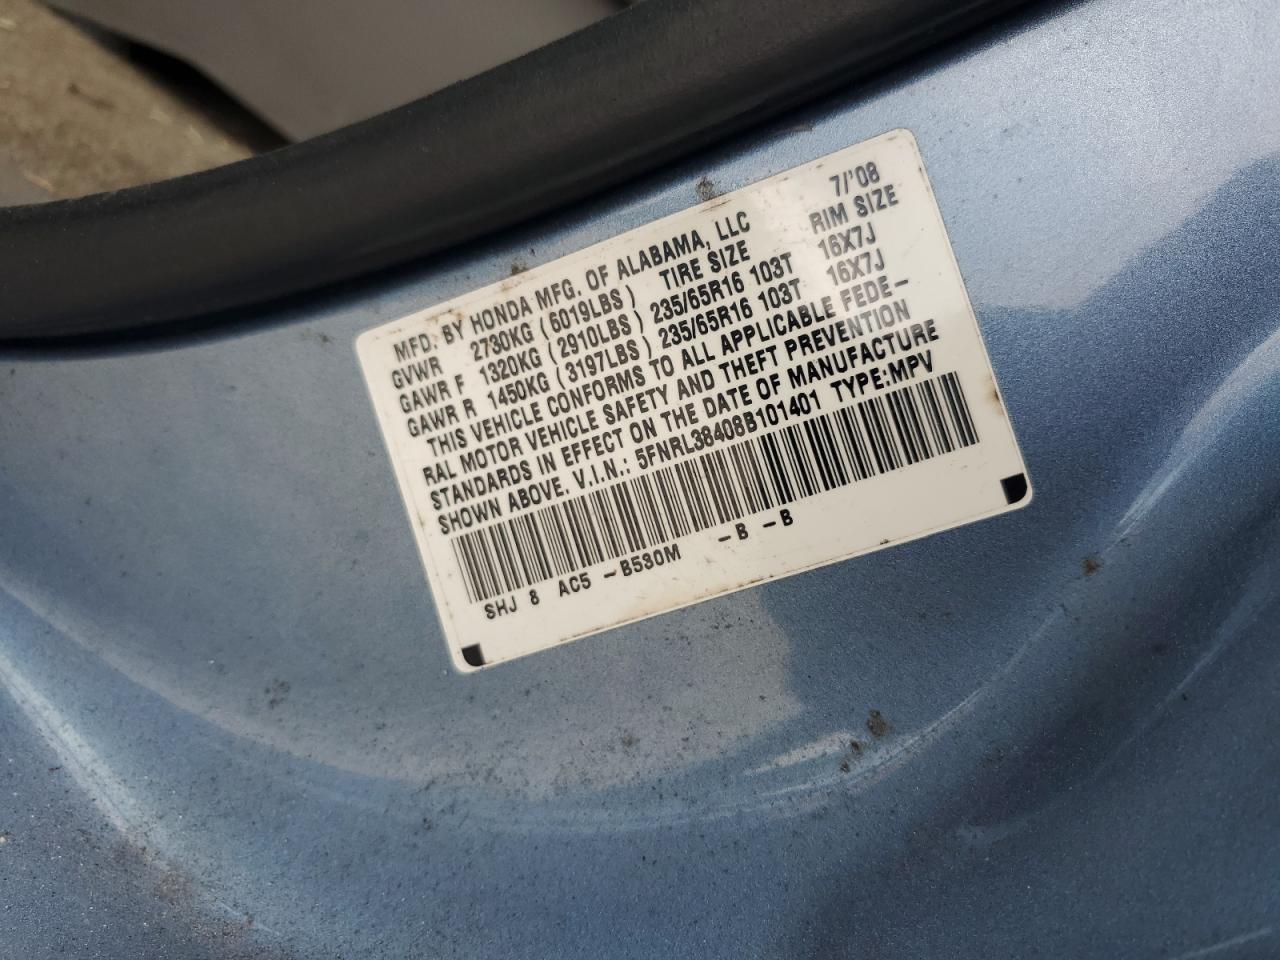 MFD. BY HONDA MFG. OF ALABAMA, LLC 7/'08
GVWR 2730KG (6019LBS) TIRE SIZE RIM SIZE
GAWR F 1320KG (2910LBS) 235/65R16 103T 16X7J
GAWR R 1450KG (3197LBS) 235/65R16 103T 16X7J
THIS VEHICLE CONFORMS TO ALL APPLICABLE FEDE-
RAL MOTOR VEHICLE SAFETY AND THEFT PREVENTION
STANDARDS IN EFFECT ON THE DATE OF MANUFACTURE
SHOWN ABOVE. V.I.N.: 5FNRL38408B101401 TYPE:MPV
SHJ 8 AC5 -B530M -B -B